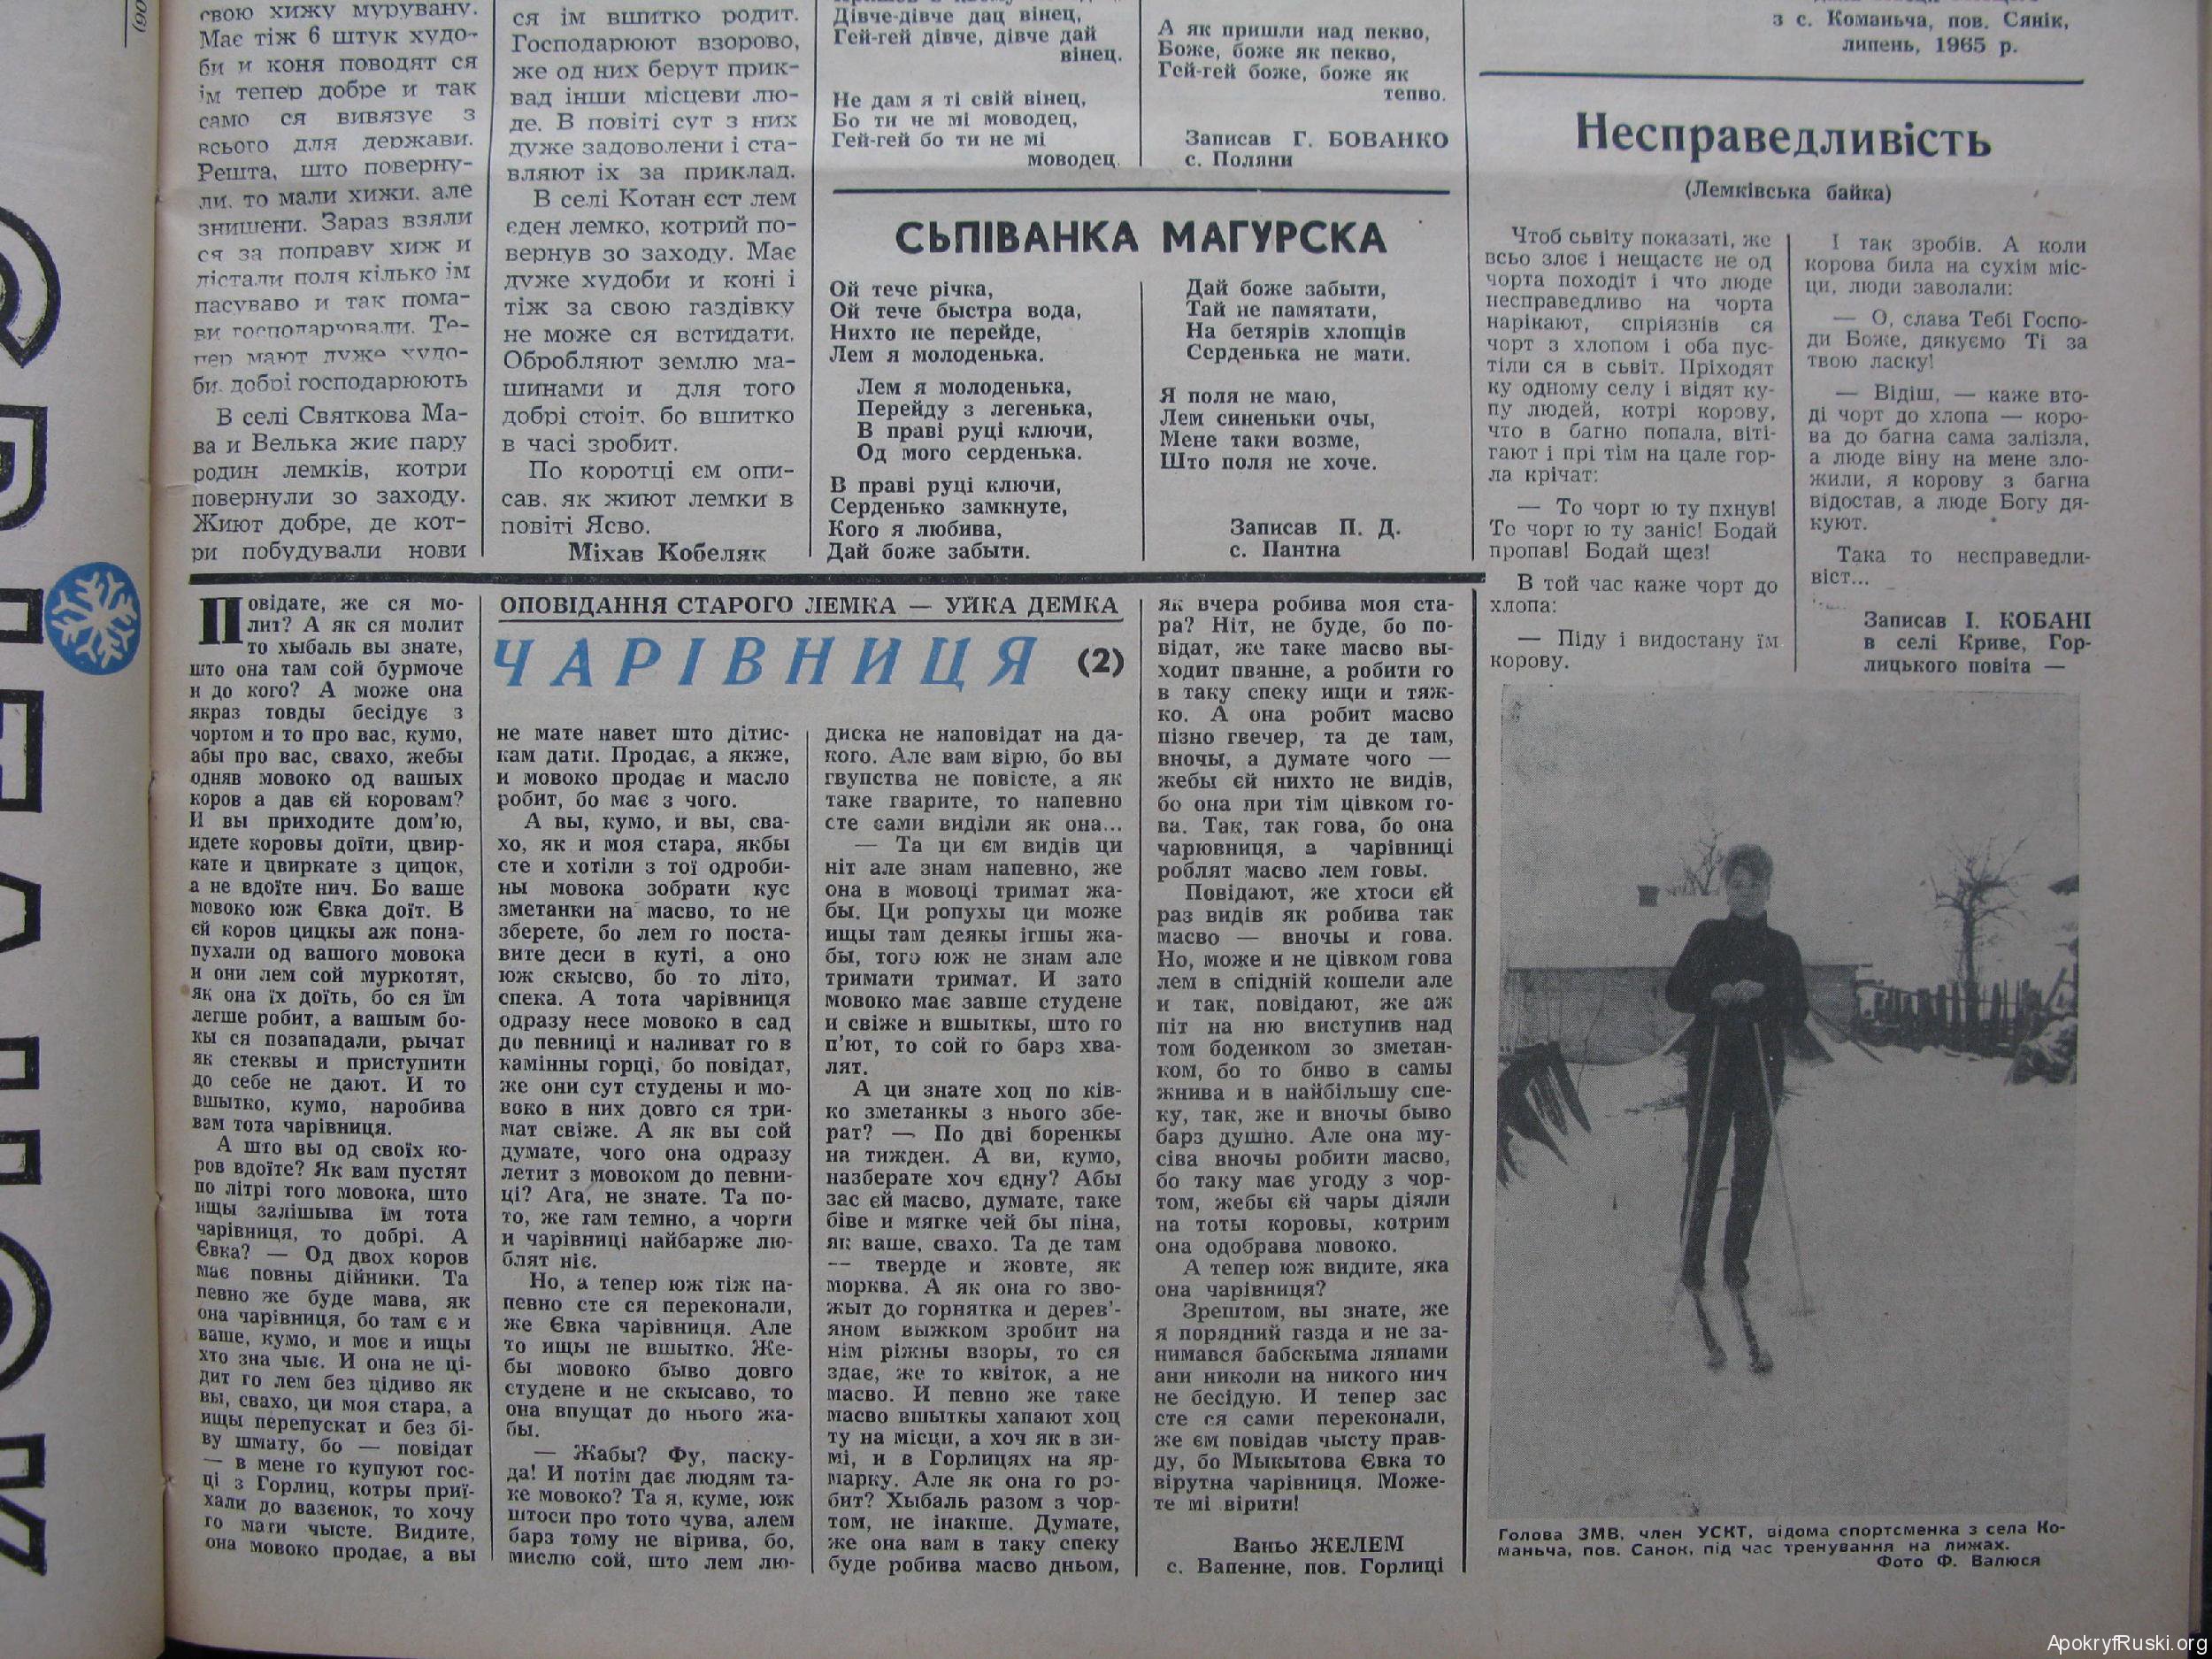 свою хижу мурувану.
Має тіж 6 штук худо-
би и коня поводят ся
їм тепер добре и так
само ся вивязує з
всього для держави.
Решта, што поверну-
ли, то мали хижи, але
знишени. Зараз взяли
ся за поправу хиж и
дістали поля кілько їм
пасуваво и так пома-
ви господарювали. Те-
пер мают дуже худо-
би, добрі господарюють
В селі Святкова Ма-
ва и Велька жиє пару
родин лемків, котри
повернули зо заходу.
Жиют добре, де кот-
ри побудували нови
ся їм вшитко родит.
Господарюют взорово,
же од них берут прик-
вад інши місцеви лю-
де. В повіті сут з них
дуже задоволени і ста-
вляют їх за приклад.
В селі Котан єст лем
єден лемко, котрий по-
вернув зо заходу. Має
дуже худоби и коні і
тіж за свою газдівку
не може ся встидати.
Обробляют землю ма-
шинами и для того
добрі стоіт, бо вшитко
в часі зробит.
По коротці єм опи-
сав, як жиют лемки в
повіті Ясво.
Міхав Кобеляк
Дівче-дівче дац вінец,
Гей-гей дівче, дівче дай
вінец.
Не дам я ті свій вінец,
Бо ти не мі моводец,
Гей-гей бо ти не мі
моводец.
А як пришли над пекво,
Боже, боже як пекво,
Гей-гей боже, боже як
тепво.
Записав Г. БОВАНКО
с. Поляни
СЬПІВАНКА МАГУРСКА
Ой тече річка,
Ой тече быстра вода,
Нихто не перейде,
Лем я молоденька.
Лем я молоденька,
Перейду з легенька,
В праві руці ключи,
Од мого серденька.
В праві руці ключи,
Серденько замкнуте,
Кого я любива,
Дай боже забыти.
Дай боже забыти,
Тай не памятати,
На бетярів хлопців
Серденька не мати.
Я поля не маю,
Лем синеньки очы,
Мене таки возме,
Што поля не хоче.
Записав П. Д.
с. Пантна
з с. Команьча, пов. Сянік,
липень, 1965 р.
Несправедливість
(Лемківська байка)
Чтоб сьвіту показаті, же
всьо злоє і нещастє не од
чорта походіт і что люде
несправедливо на чорта
нарікают, спріязнів ся
чорт з хлопом і оба пус-
тіли ся в сьвіт. Пріходят
ку одному селу і відят ку-
пу людей, котрі корову,
что в багно попала, віті-
гают і прі тім на цале гор-
ла крічат:
— То чорт ю ту пхнув!
То чорт ю ту заніс! Бодай
пропав! Бодай щез!
В той час каже чорт до
хлопа:
— Піду і видостану їм
корову.
І так зробів. А коли
корова била на сухім міс-
ци, люди заволали:
— О, слава Тебі Госпо-
ди Боже, дякуємо Ті за
твою ласку!
— Відіш, — каже вто-
ді чорт до хлопа — коро-
ва до багна сама залізла,
а люде віну на мене зло-
жили, я корову з багна
відостав, а люде Богу дя-
куют.
Така то несправедли-
віст...
Записав І. КОБАНІ
в селі Криве, Гор-
лицького повіта —
ОПОВІДАННЯ СТАРОГО ЛЕМКА — УЙКА ДЕМКА
ЧАРІВНИЦЯ (2)
Повідате, же ся мо-
лит? А як ся молит
то хыбаль вы знате,
што она там сой бурмоче
и до кого? А може она
якраз товды бесідує з
чортом и то про вас, кумо,
абы про вас, свахо, жебы
одняв мовоко од вашых
коров а дав єй коровам?
И вы приходите дом'ю,
идете коровы доїти, цвир-
кате и цвиркате з цицок,
а не вдоїте нич. Бо ваше
мовоко юж Євка доїт. В
єй коров цицкы аж пона-
пухали од вашого мовока
и они лем сой муркотят,
як она їх доїть, бо ся їм
легше робит, а вашым бо-
кы ся позападали, рычат
як стеквы и приступити
до себе не дают. И то
вшытко, кумо, наробива
вам тота чарівниця.
А што вы од своїх ко-
ров вдоїте? Як вам пустят
по літрі того мовока, што
ищы залішыва їм тота
чарівниця, то добрі. А
Євка? — Од двох коров
має повны дійники. Та
певно же буде мава, як
она чарівниця, бо там є и
ваше, кумо, и моє и ищы
хто зна чыє. И она не ці-
дит го лем без цідиво як
вы, свахо, ци моя стара, а
ищы перепускат и без бі-
ву шмату, бо — повідат
— в мене го купуют гос-
ці з Горлиц, котры приї-
хали до вазєнок, то хочу
го мати чысте. Видите,
она мовоко продає, а вы
не мате навет што дітис-
кам дати. Продає, а якже,
и мовоко продає и масло
робит, бо має з чого.
А вы, кумо, и вы, сва-
хо, як и моя стара, якбы
сте и хотіли з тої одроби-
ны мовока зобрати кус
зметанки на масво, то не
зберете, бо лем го поста-
вите деси в куті, а оно
юж скысво, бо то літо,
спека. А тота чарівниця
одразу несе мовоко в сад
до певниці и наливат го в
камінны горці, бо повідат,
же они сут студены и мо-
воко в них довго ся три-
мат свіже. А як вы сой
думате, чого она одразу
летит з мовоком до певни-
ці? Ага, не знате. Та по-
то, же там темно, а чорти
и чарівниці найбарже лю-
блят ніє.
Но, а тепер юж тіж на-
певно сте ся переконали,
же Євка чарівниця. Але
то ищы не вшытко. Же-
бы мовоко быво довго
студене и не скысаво, то
она впущат до нього жа-
бы.
— Жабы? Фу, паску-
да! И потім дає людям та-
ке мовоко? Та я, куме, юж
штоси про тото чува, алем
барз тому не вірива, бо,
мислю сой, што лем лю-
диска не наповідат на да-
кого. Але вам вірю, бо вы
гвупства не повісте, а як
таке гварите, то напевно
сте сами виділи як она...
— Та ци єм видів ци
ніт але знам напевно, же
она в мовоці тримат жа-
бы. Ци ропухы ци може
ищы там деякы ігшы жа-
бы, того юж не знам але
тримати тримат. И зато
мовоко має завше студене
и свіже и вшыткы, што го
п'ют, то сой го барз хва-
лят.
А ци знате хоц по ків-
ко зметанкы з нього збе-
рат? — По дві боренкы
на тижден. А ви, кумо,
назберате хоч єдну? Абы
зас єй масво, думате, таке
біве и мягке чей бы піна,
як ваше, свахо. Та де там
— тверде и жовте, як
морква. А як она го зво-
жыт до горнятка и дерев'-
яном выжком зробит на
нім ріжны взоры, то ся
здає, же то квіток, а не
масво. И певно же таке
масво вшыткы хапают хоц
ту на місци, а хоч як в зи-
мі, и в Горлицях на яр-
марку. Але як она го ро-
бит? Хыбаль разом з чор-
том, не інакше. Думате,
же она вам в таку спеку
буде робива масво дньом,
як вчера робива моя ста-
ра? Ніт, не буде, бо по-
відат, же таке масво вы-
ходит пванне, а робити го
в таку спеку ищи и тяж-
ко. А она робит масво
пізно гвечер, та де там,
вночы, а думате чого —
жебы єй нихто не видів,
бо она при тім цівком го-
ва. Так, так гова, бо она
чарювниця, а чарівниці
роблят масво лем говы.
Повідают, же хтоси єй
раз видів як робива так
масво — вночы и гова.
Но, може и не цівком гова
лем в спідній кошели але
и так, повідают, же аж
піт на ню виступив над
том боденком зо зметан-
ком, бо то биво в самы
жнива и в найбільшу спе-
ку, так, же и вночы быво
барз душно. Але она му-
сіва вночы робити масво,
бо таку має угоду з чор-
том, жебы єй чары діяли
на тоты коровы, котрим
она одобрава мовоко.
А тепер юж видите, яка
она чарівниця?
Зрештом, вы знате, же
я порядний газда и не за-
нимався бабскыма ляпами
ани николи на никого нич
не бесідую. И тепер зас
сте ся сами переконали,
же єм повідав чысту прав-
ду, бо Мыкытова Євка то
вірутна чарівниця. Може-
те мі вірити!
Ваньо ЖЕЛЕМ
с. Вапенне, пов. Горлиці
Голова ЗМВ, член УСКТ, відома спортсменка з села Ко-
маньча, пов. Санок, під час тренування на лижах.
Фото Ф. Валюся
ApokryfRuski.org